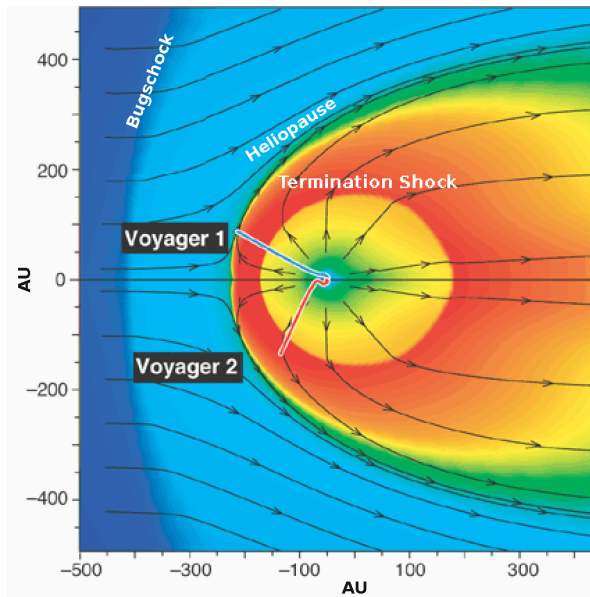 400
200
0
−200
−400
AU
Bugschock
Heliopause
Termination Shock
Voyager 1
Voyager 2
−500
−300
−100
100
300
AU